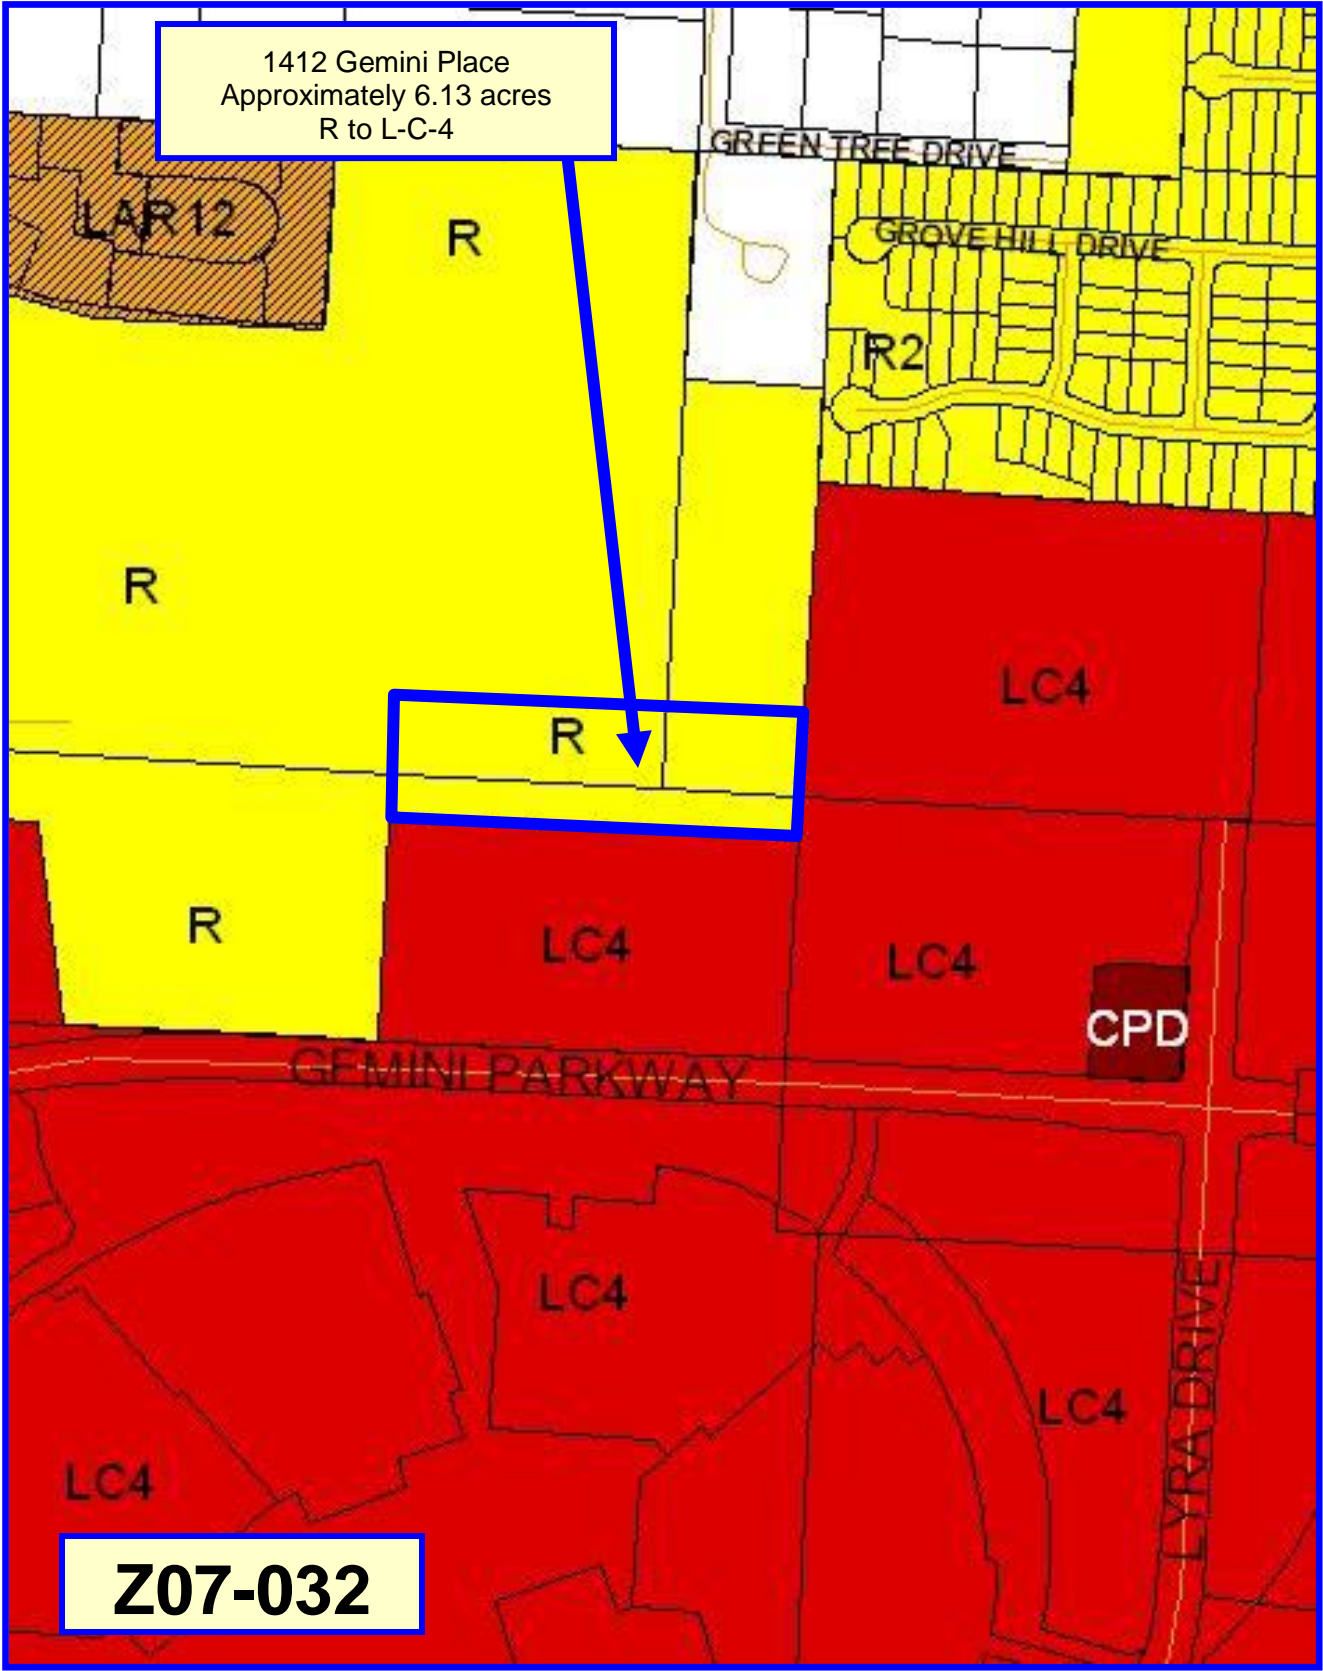 1412 Gemini Place
Approximately 6.13 acres
R to L-C-4
GREEN TREE DRIVE
LAR12
R
GROVE HILL DRIVE
R2
R
LC4
R
R
LC4
LC4
CPD
GEMINI PARKWAY
LC4
LYRA DRIVE
LC4
LC4
Z07-032